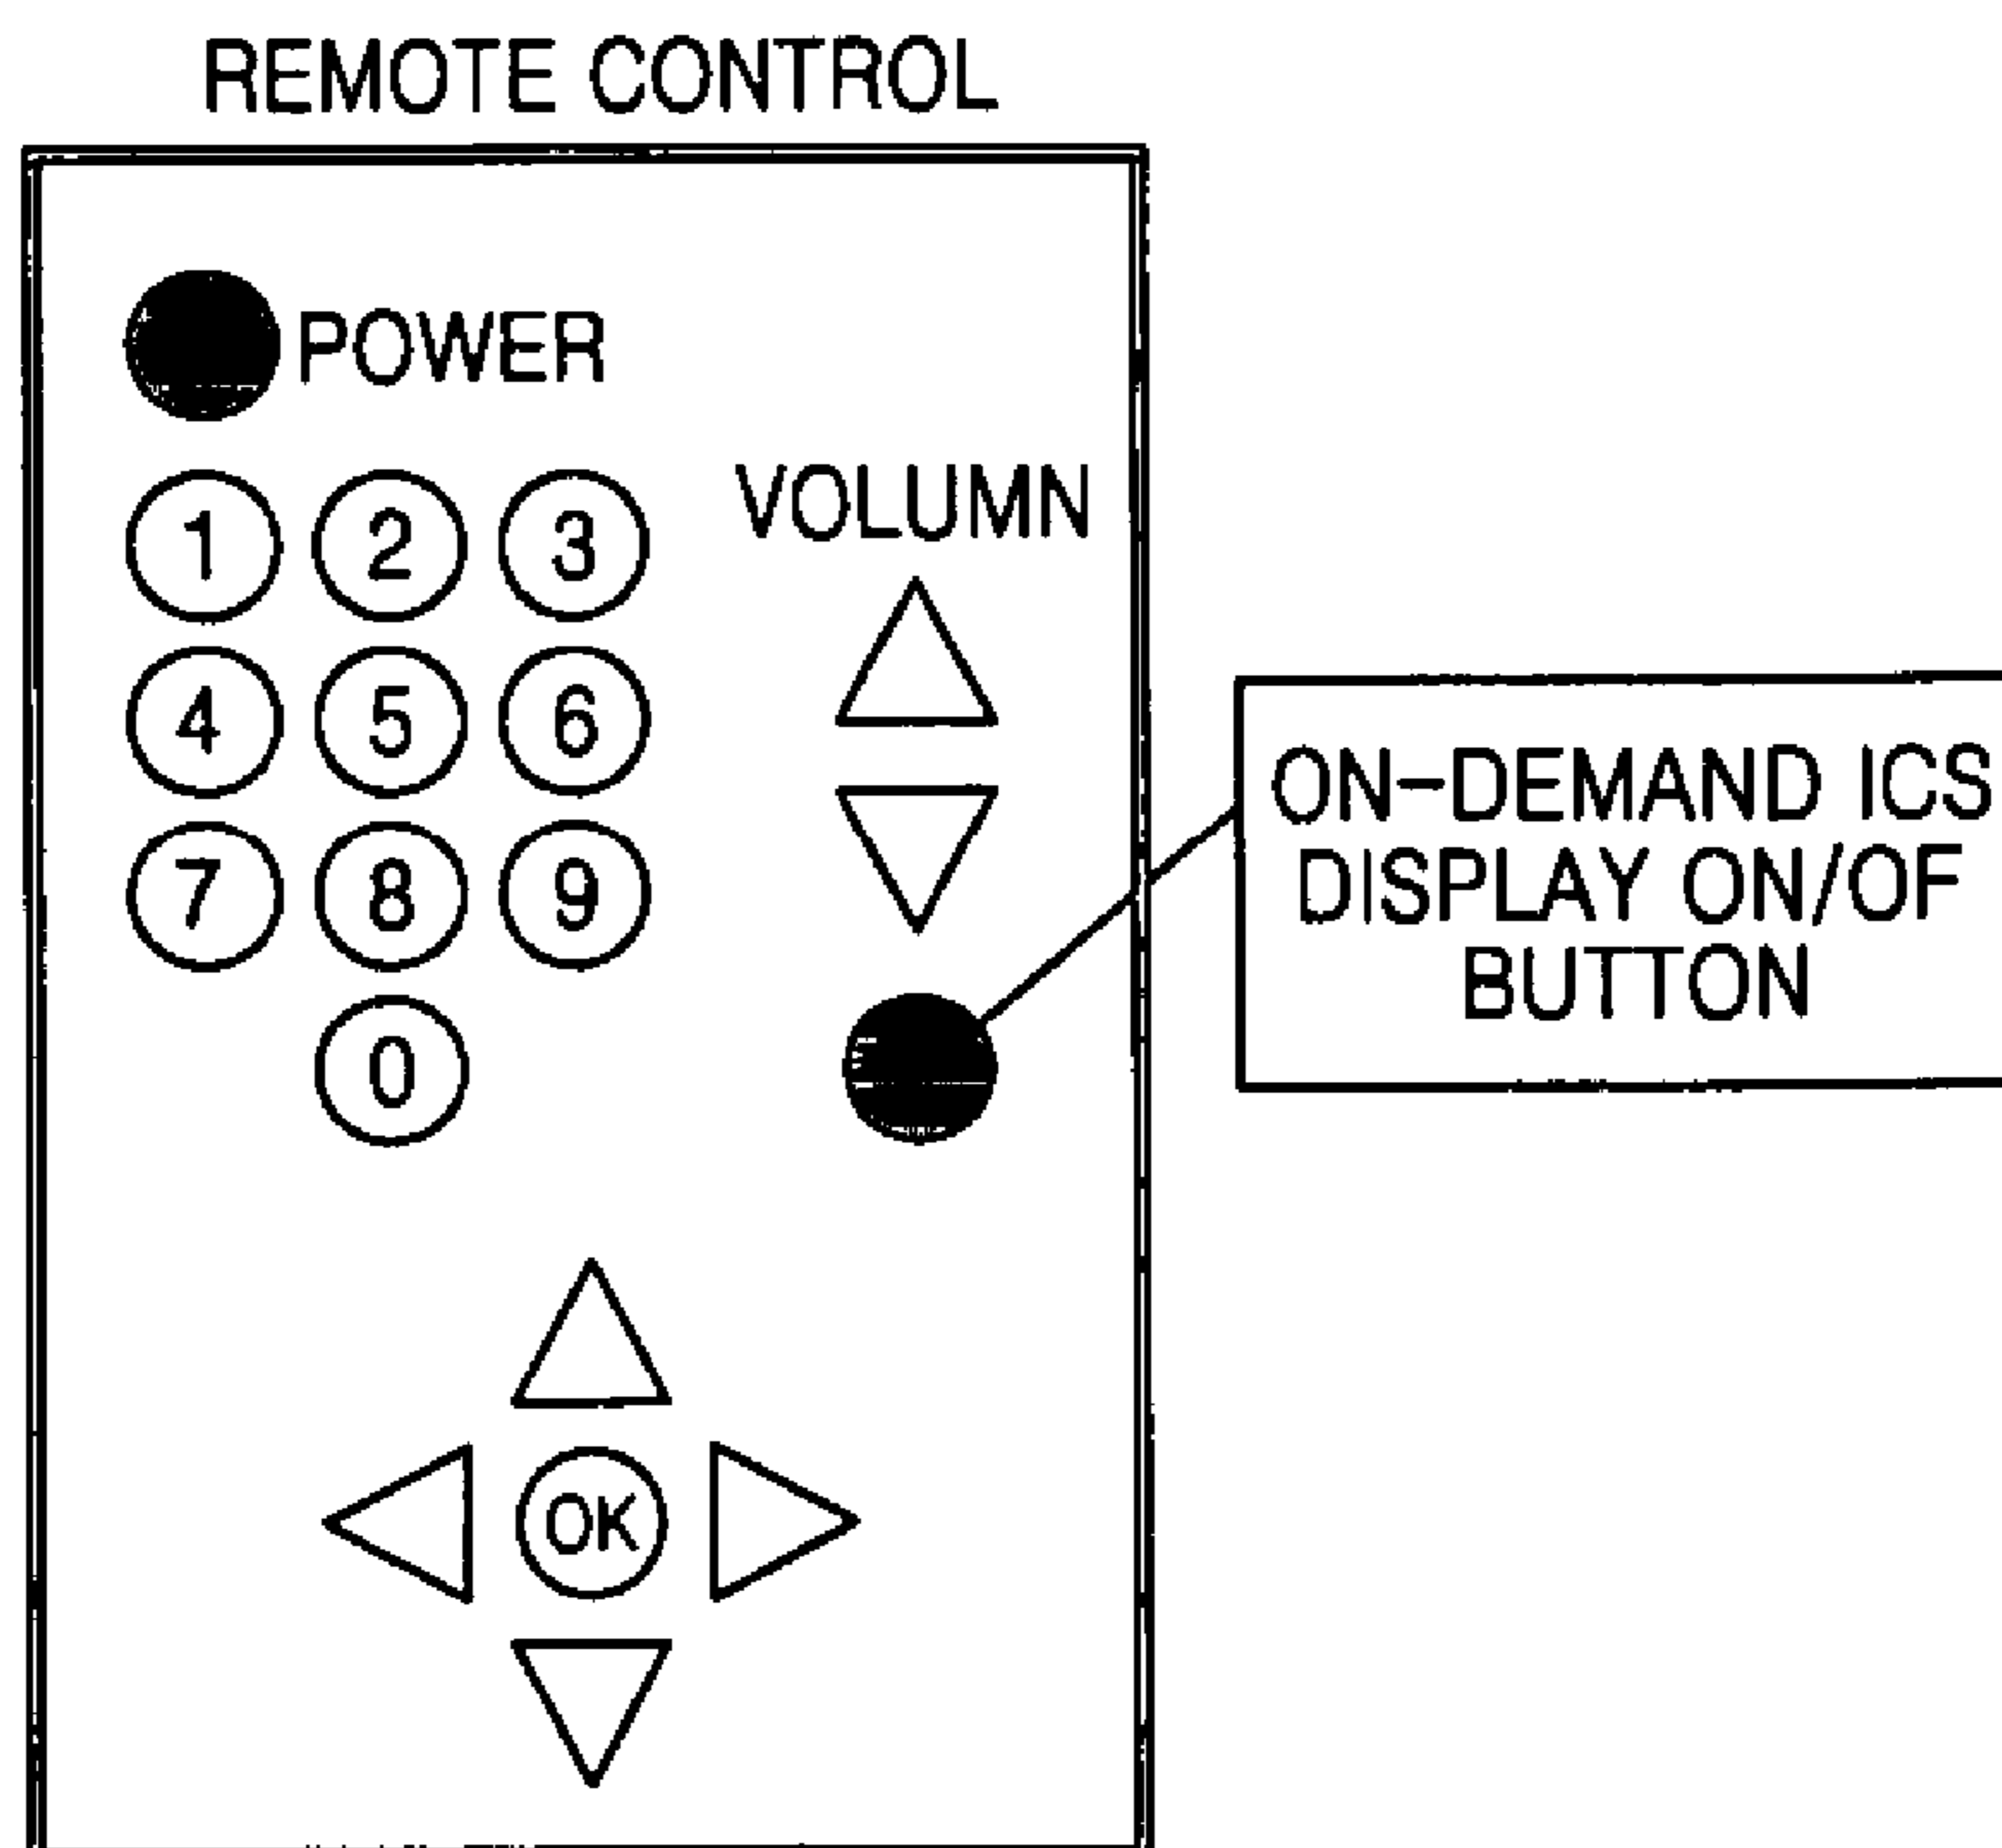 REMOTE CONTROL
POWER
VOLUMN
1 2 3
4 5 6
7 8 9
0
ON-DEMAND ICS
DISPLAY ON/OF
BUTTON
OK